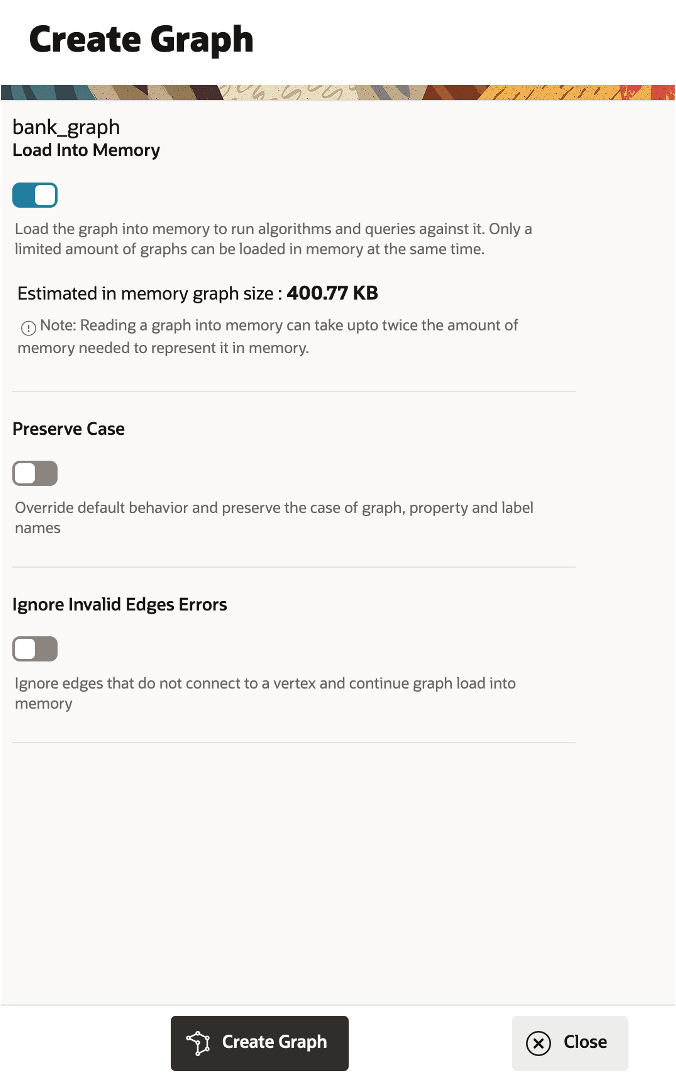 Create Graph
bank_graph
Load Into Memory
Load the graph into memory to run algorithms and queries against it. Only a
limited amount of graphs can be loaded in memory at the same time.
Estimated in memory graph size : 400.77 KB
Note: Reading a graph into memory can take upto twice the amount of
memory needed to represent it in memory.
Preserve Case
Override default behavior and preserve the case of graph, property and label
names
Ignore Invalid Edges Errors
Ignore edges that do not connect to a vertex and continue graph load into
memory
Create Graph
Close